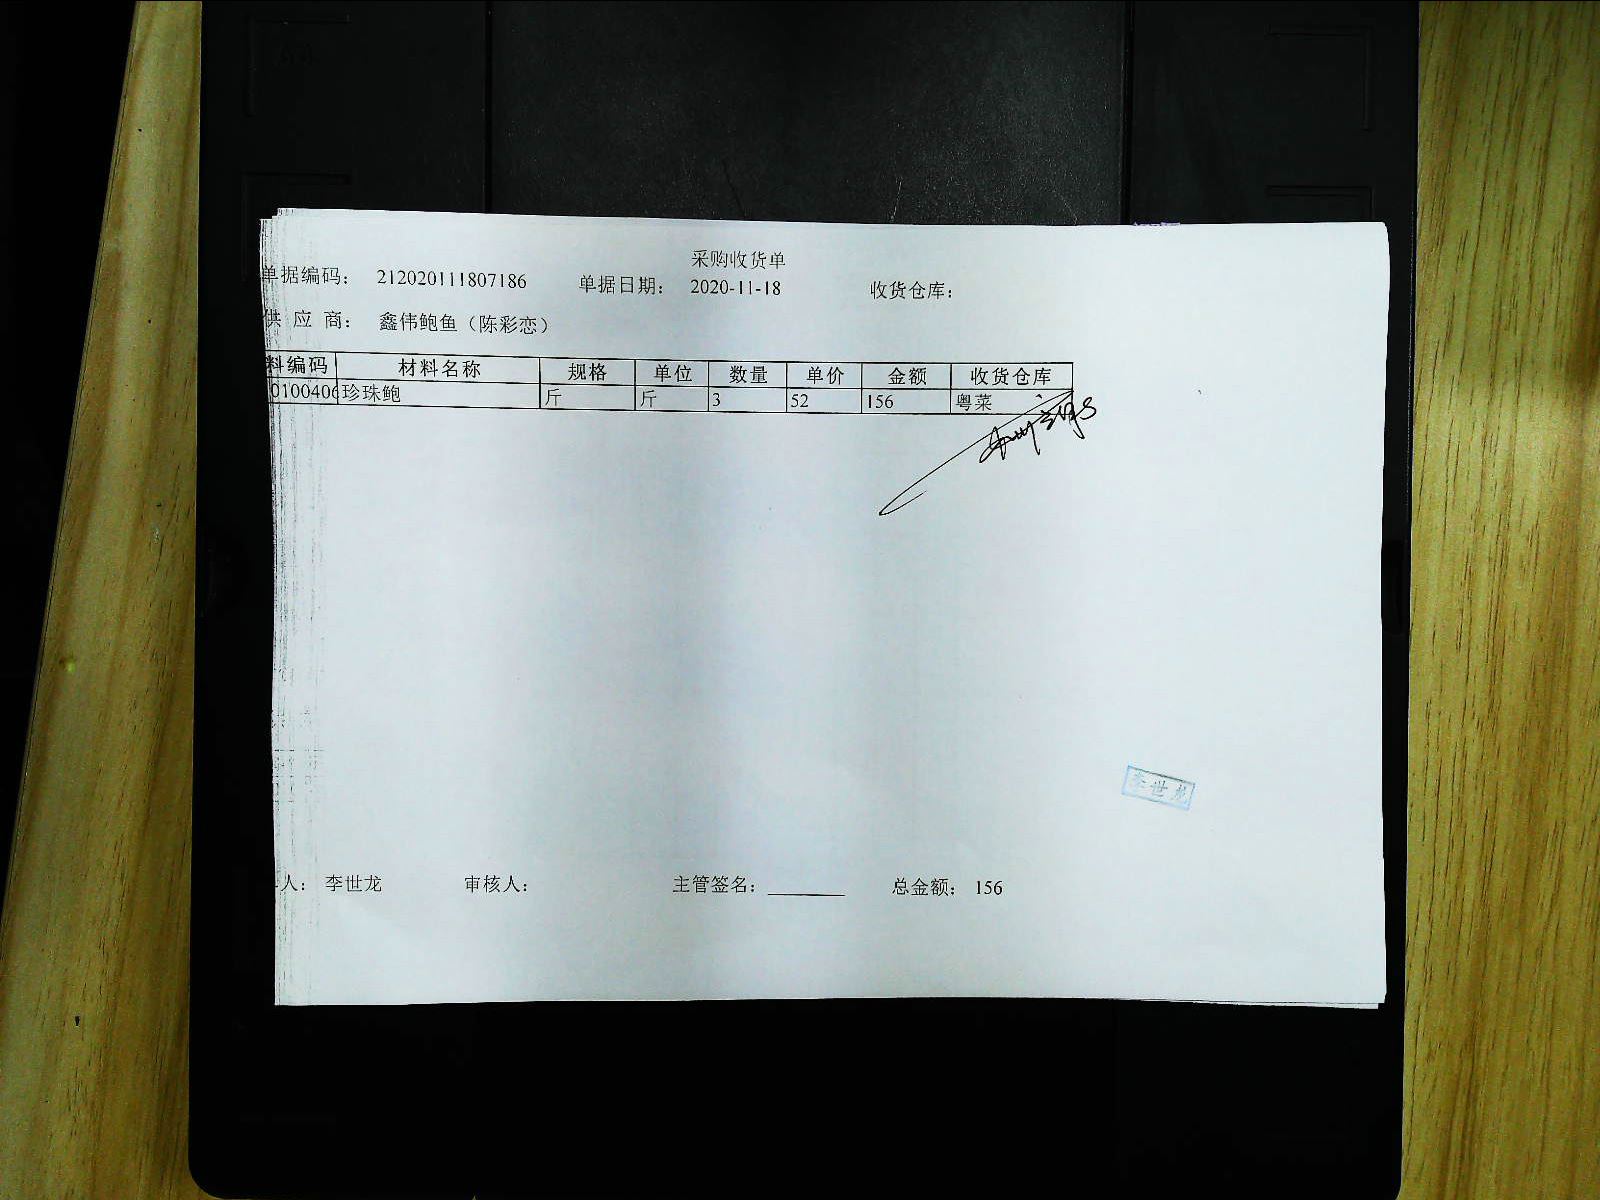 采购收货单
单据编码： 212020111807186 单据日期： 2020-11-18 收货仓库：
供 应 商： 鑫伟鲍鱼（陈彩恋）
料编码 材料名称 规格 单位 数量 单价 金额 收货仓库
0100406 珍珠鲍 斤 斤 3 52 156 粤菜
李世龙
人： 李世龙 审核人： 主管签名： 总金额： 156